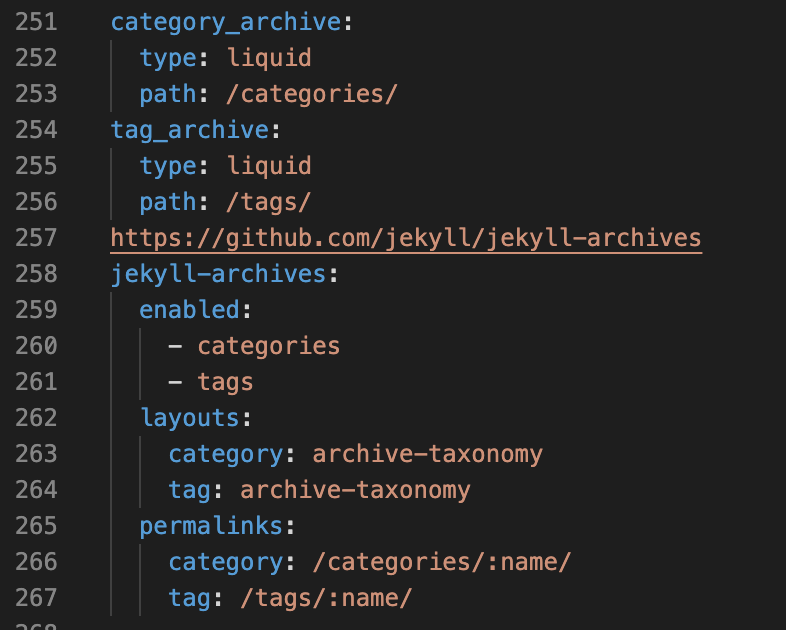 251 category_archive:
252   type: liquid
253   path: /categories/
254 tag_archive:
255   type: liquid
256   path: /tags/
257 https://github.com/jekyll/jekyll-archives
258 jekyll-archives:
259   enabled:
260     - categories
261     - tags
262   layouts:
263     category: archive-taxonomy
264     tag: archive-taxonomy
265   permalinks:
266     category: /categories/:name/
267     tag: /tags/:name/
268